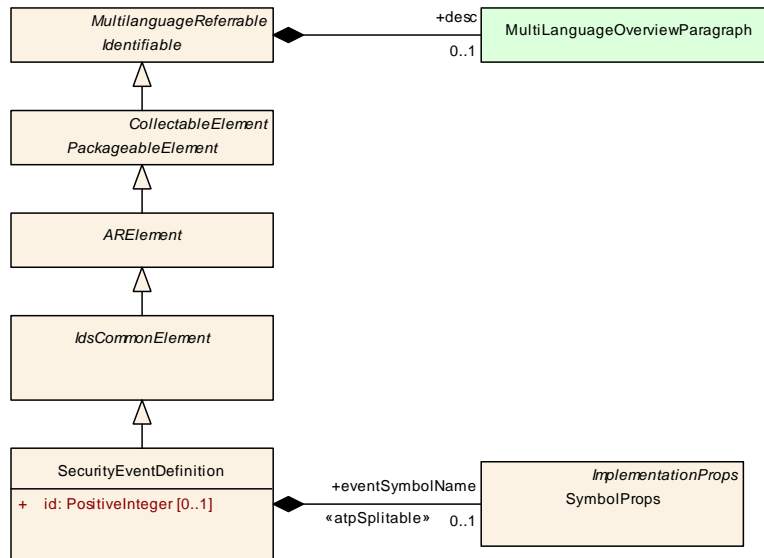 MultilanguageReferrable
Identifiable
+desc
0..1
MultiLanguageOverviewParagraph
CollectableElement
PackageableElement
ARElement
IdsCommonElement
SecurityEventDefinition
+ id: PositiveInteger [0..1]
+eventSymbolName
«atpSplitable»
0..1
ImplementationProps
SymbolProps